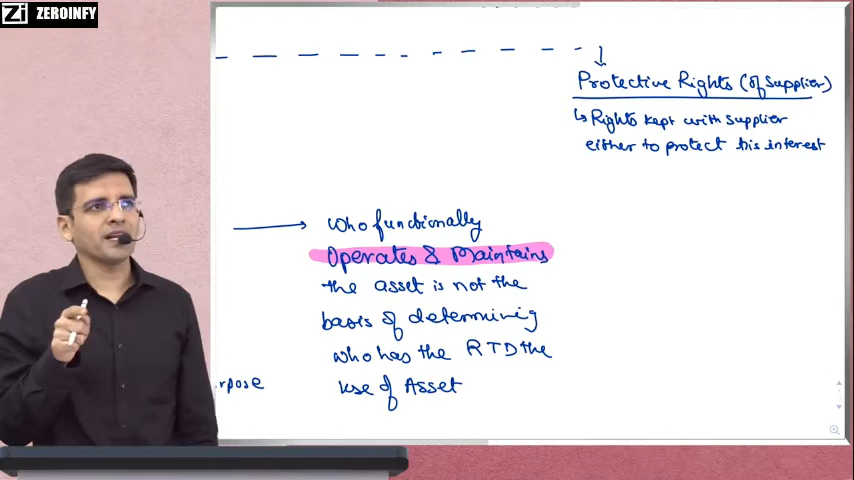 Zi ZEROINFY
Protective Rights (of supplier)
↳ Rights kept with supplier
either to protect his interest
→ Who functionally
Operates & Maintains
the asset is not the
basis of determining
who has the RTD the
use of Asset
rpose